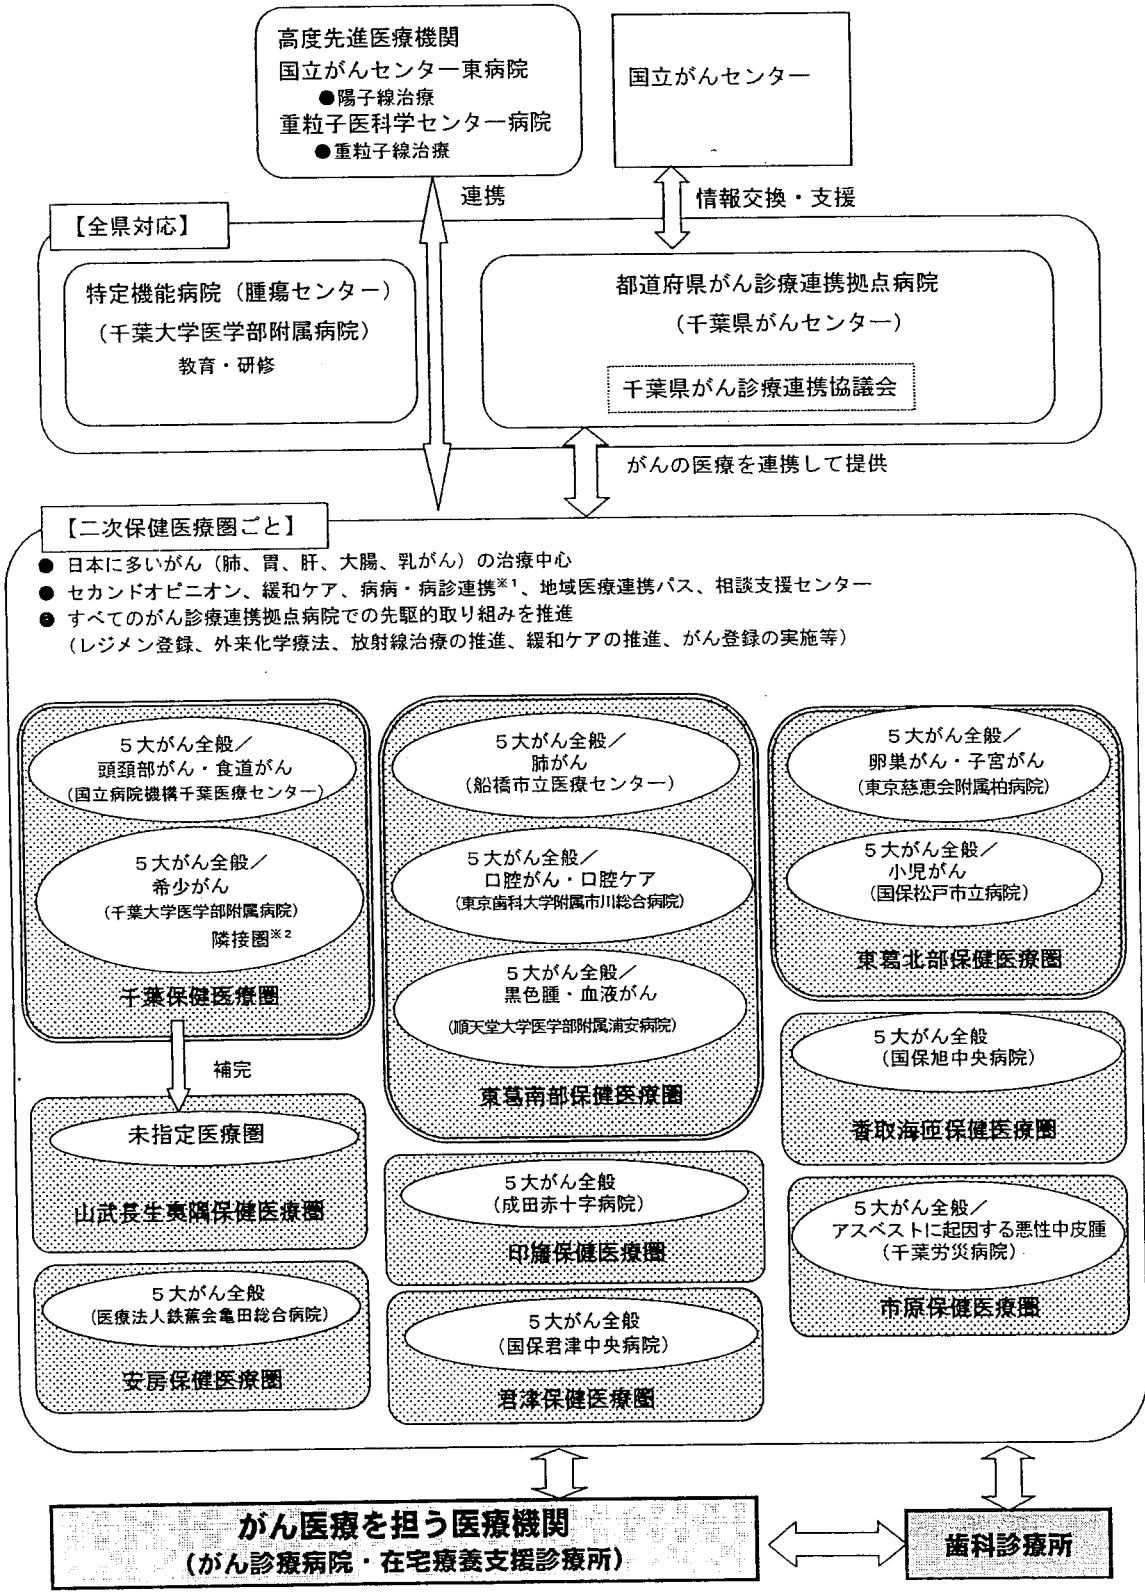 高度先進医療機関
国立がんセンター東病院
●陽子線治療
重粒子医科学センター病院
●重粒子線治療
国立がんセンター
連携
情報交換・支援
【全県対応】
特定機能病院（腫瘍センター）
（千葉大学医学部附属病院）
教育・研修
都道府県がん診療連携拠点病院
（千葉県がんセンター）
千葉県がん診療連携協議会
がんの医療を連携して提供
【二次保健医療圏ごと】
● 日本に多いがん（肺、胃、肝、大腸、乳がん）の治療中心
● セカンドオピニオン、緩和ケア、病病・病診連携※1、地域医療連携パス、相談支援センター
● すべてのがん診療連携拠点病院での先駆的取り組みを推進
（レジメン登録、外来化学療法、放射線治療の推進、緩和ケアの推進、がん登録の実施等）
５大がん全般／
頭頚部がん・食道がん
（国立病院機構千葉医療センター）
５大がん全般／
希少がん
（千葉大学医学部附属病院）
隣接圏※2
千葉保健医療圏
補完
未指定医療圏
山武長生夷隅保健医療圏
５大がん全般
（医療法人鉄蕉会亀田総合病院）
安房保健医療圏
５大がん全般／
肺がん
（船橋市立医療センター）
５大がん全般／
口腔がん・口腔ケア
（東京歯科大学附属市川総合病院）
５大がん全般／
黒色腫・血液がん
（順天堂大学医学部附属浦安病院）
東葛南部保健医療圏
５大がん全般
（成田赤十字病院）
印旛保健医療圏
５大がん全般
（国保君津中央病院）
君津保健医療圏
５大がん全般／
卵巣がん・子宮がん
（東京慈恵会附属柏病院）
５大がん全般／
小児がん
（国保松戸市立病院）
東葛北部保健医療圏
５大がん全般
（国保旭中央病院）
香取海匝保健医療圏
５大がん全般／
アスベストに起因する悪性中皮腫
（千葉労災病院）
市原保健医療圏
がん医療を担う医療機関
（がん診療病院・在宅療養支援診療所）
歯科診療所